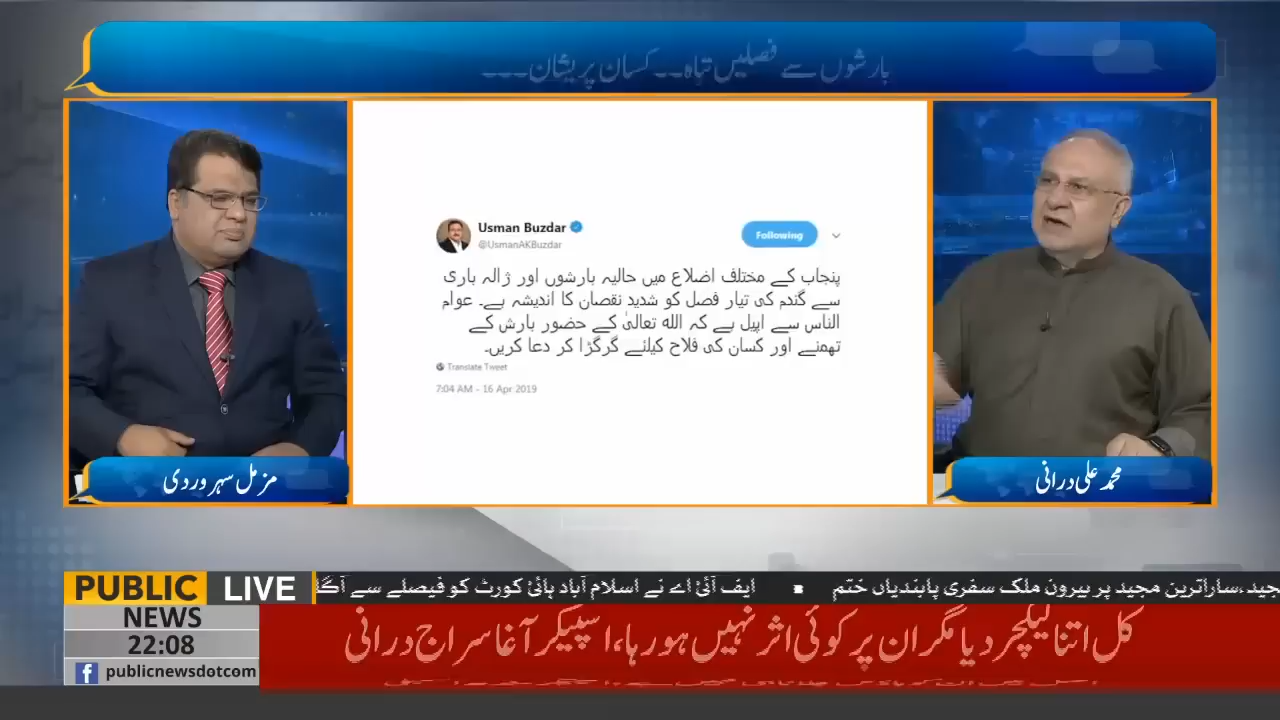 بارشوں سے فصلیں تباہ۔۔کسان پریشان۔۔۔
Usman Buzdar
@UsmanAKBuzdar
Following
پنجاب کے مختلف اضلاع میں حالیہ بارشوں اور ژالہ باری
سے گندم کی تیار فصل کو شدید نقصان کا اندیشہ ہے۔ عوام
الناس سے اپیل ہے کہ اللہ تعالیٰ کے حضور بارش کے
تھمنے اور کسان کی فلاح کیلئے گرگڑا کر دعا کریں۔
Translate Tweet
7:04 AM - 16 Apr 2019
مزمل سہروردی
محمد علی درانی
PUBLIC LIVE
جید،ساراترین مجید پر بیرون ملک سفری پابندیاں ختم ▪ ایف آئی اے نے اسلام آباد ہائی کورٹ کو فیصلے سے آگا
NEWS
22:08
publicnewsdotcom
کل اتنا لیکچر دیا مگر ان پر کوئی اثر نہیں ہو رہا، اسپیکر آغا سراج درانی